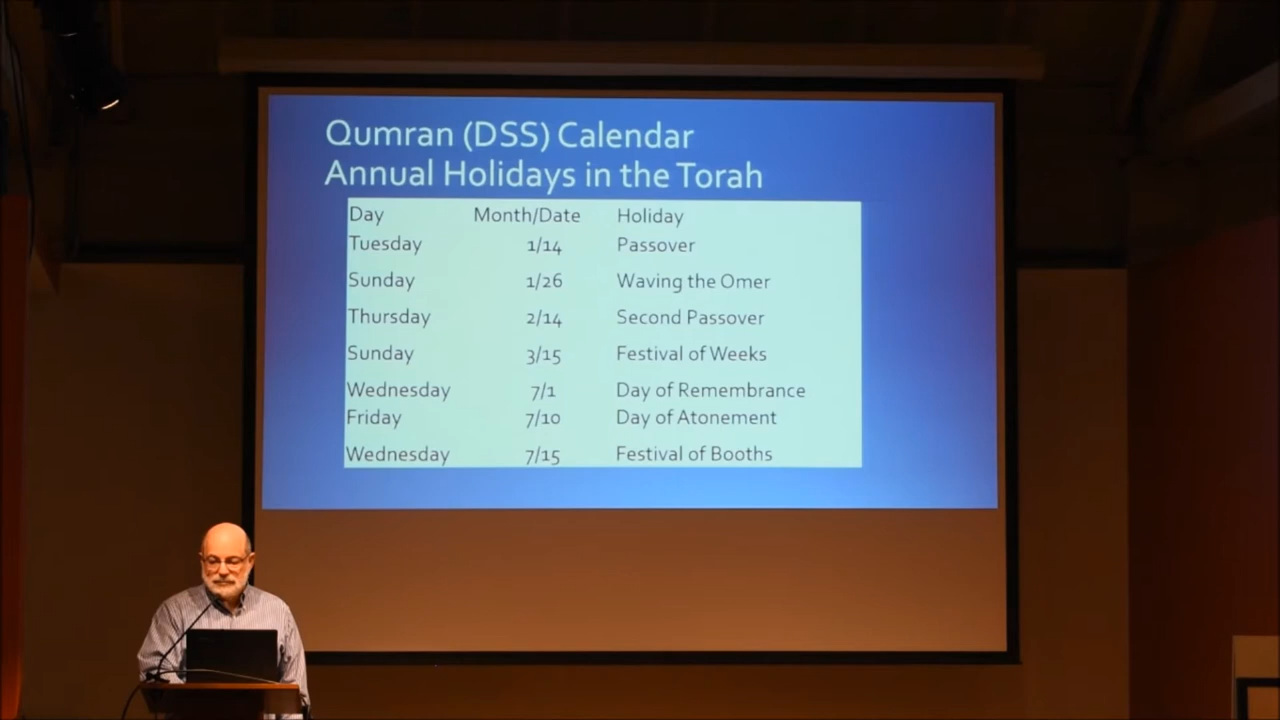 Qumran (DSS) Calendar
Annual Holidays in the Torah
Day Month/Date Holiday
Tuesday 1/14 Passover
Sunday 1/26 Waving the Omer
Thursday 2/14 Second Passover
Sunday 3/15 Festival of Weeks
Wednesday 7/1 Day of Remembrance
Friday 7/10 Day of Atonement
Wednesday 7/15 Festival of Booths